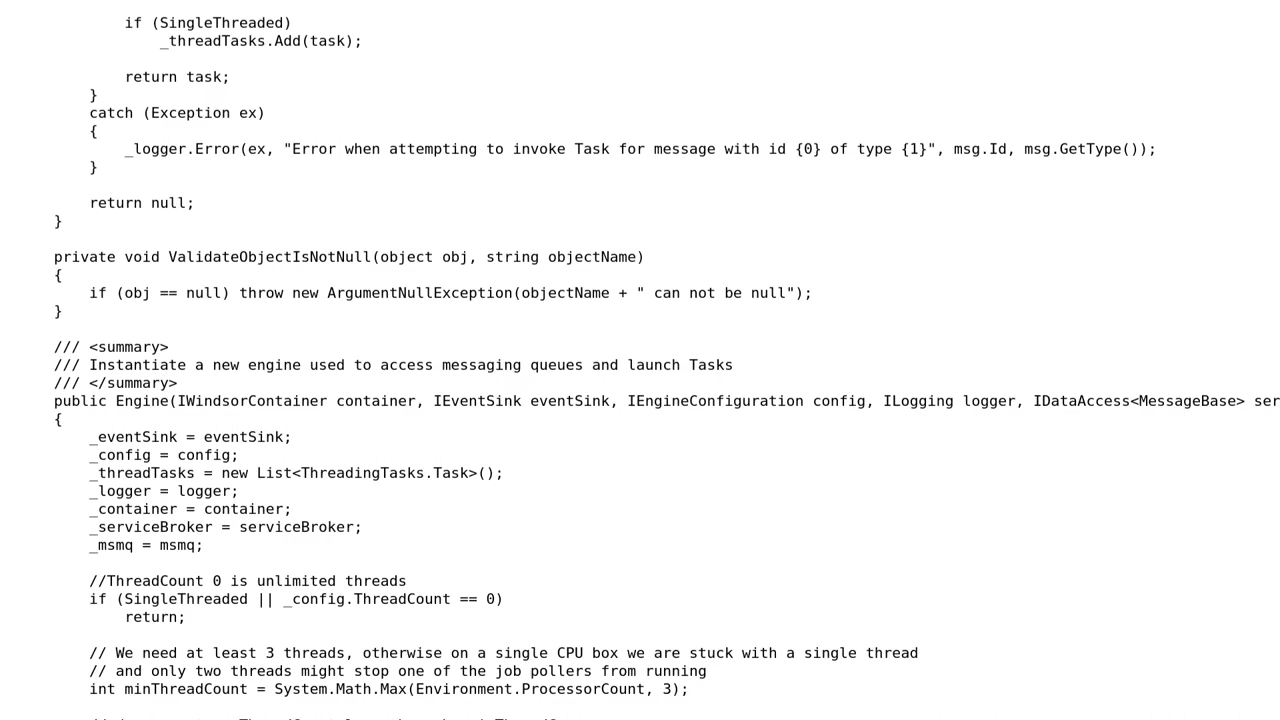 if (SingleThreaded)
_threadTasks.Add(task);
return task;
}
catch (Exception ex)
{
_logger.Error(ex, "Error when attempting to invoke Task for message with id {0} of type {1}", msg.Id, msg.GetType());
}
return null;
}
private void ValidateObjectIsNotNull(object obj, string objectName)
{
if (obj == null) throw new ArgumentNullException(objectName + " can not be null");
}
/// <summary>
/// Instantiate a new engine used to access messaging queues and launch Tasks
/// </summary>
public Engine(IWindsorContainer container, IEventSink eventSink, IEngineConfiguration config, ILogging logger, IDataAccess<MessageBase> ser
{
_eventSink = eventSink;
_config = config;
_threadTasks = new List<ThreadingTasks.Task>();
_logger = logger;
_container = container;
_serviceBroker = serviceBroker;
_msmq = msmq;
//ThreadCount 0 is unlimited threads
if (SingleThreaded || _config.ThreadCount == 0)
return;
// We need at least 3 threads, otherwise on a single CPU box we are stuck with a single thread
// and only two threads might stop one of the job pollers from running
int minThreadCount = System.Math.Max(Environment.ProcessorCount, 3);